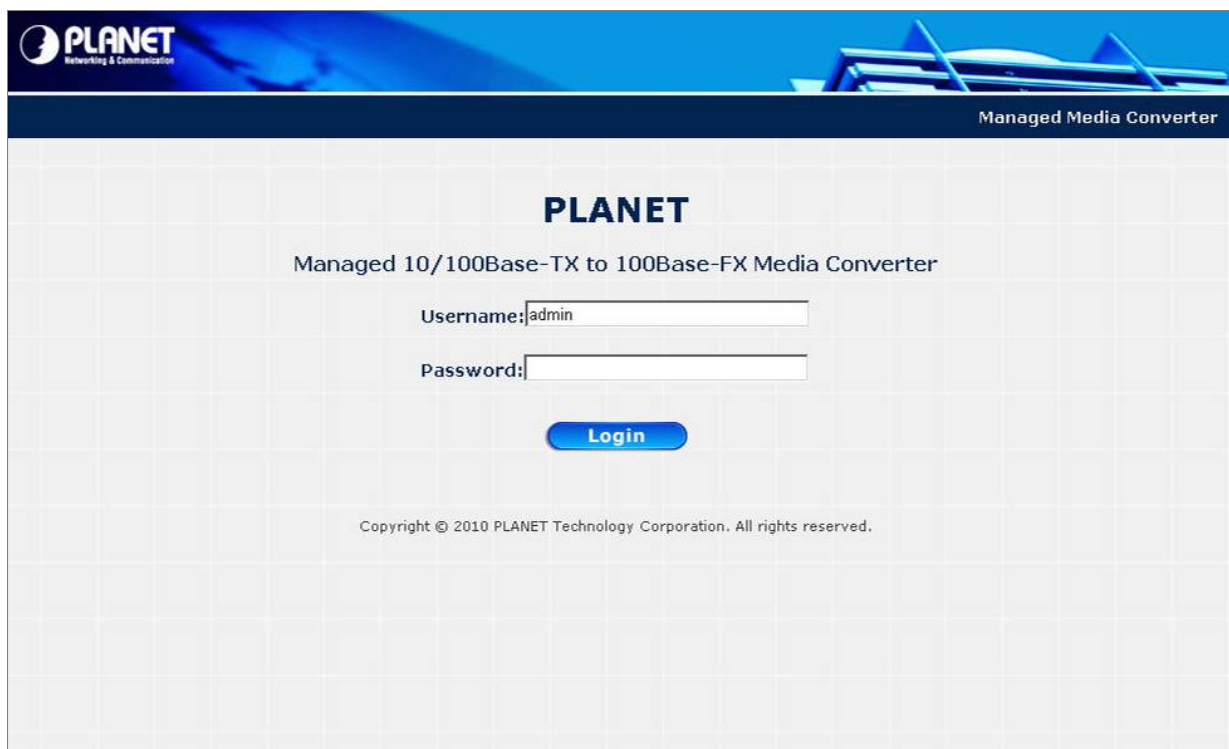 PLANET
Networking & Communication
Managed Media Converter
PLANET
Managed 10/100Base-TX to 100Base-FX Media Converter
Username: admin
Password:
Login
Copyright © 2010 PLANET Technology Corporation. All rights reserved.